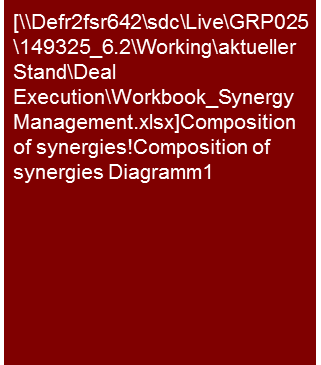 [\\Defr2fsr642\sdc\Live\GRP025
\149325_6.2\Working\aktueller
Stand\Deal
Execution\Workbook_Synergy
Management.xlsx]Composition
of synergies!Composition of
synergies Diagramm1